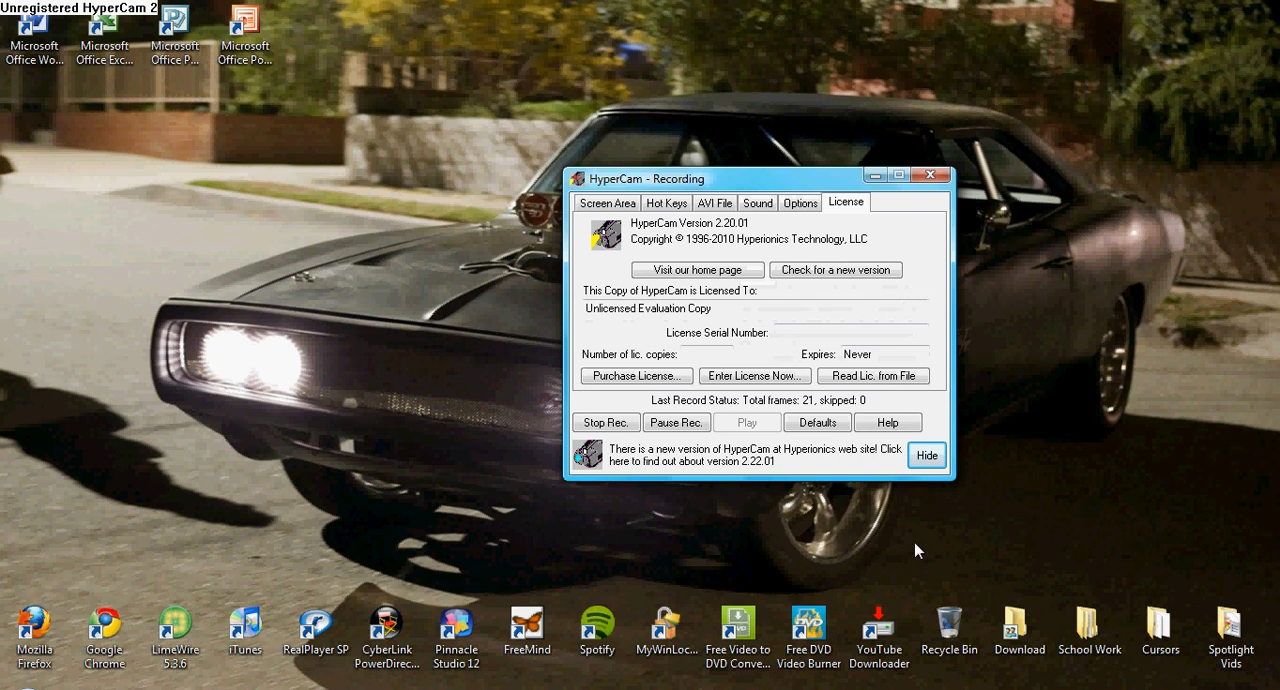 Unregistered HyperCam 2
Microsoft Office Wo...
Microsoft Office Exc...
Microsoft Office P...
Microsoft Office Po...
HyperCam - Recording
Screen Area
Hot Keys
AVI File
Sound
Options
License
HyperCam Version 2.20.01
Copyright © 1996-2010 Hyperionics Technology, LLC
Visit our home page
Check for a new version
This Copy of HyperCam is Licensed To:
Unlicensed Evaluation Copy
License Serial Number:
Number of lic. copies:
Expires: Never
Purchase License...
Enter License Now...
Read Lic. from File
Last Record Status: Total frames: 21, skipped: 0
Stop Rec.
Pause Rec.
Play
Defaults
Help
There is a new version of HyperCam at Hyperionics web site! Click
here to find out about version 2.22.01
Hide
Mozilla Firefox
Google Chrome
LimeWire 5.3.6
iTunes
RealPlayer SP
CyberLink PowerDirec...
Pinnacle Studio 12
FreeMind
Spotify
MyWinLoc...
Free Video to DVD Conve...
Free DVD Video Burner
YouTube Downloader
Recycle Bin
Download
School Work
Cursors
Spotlight Vids